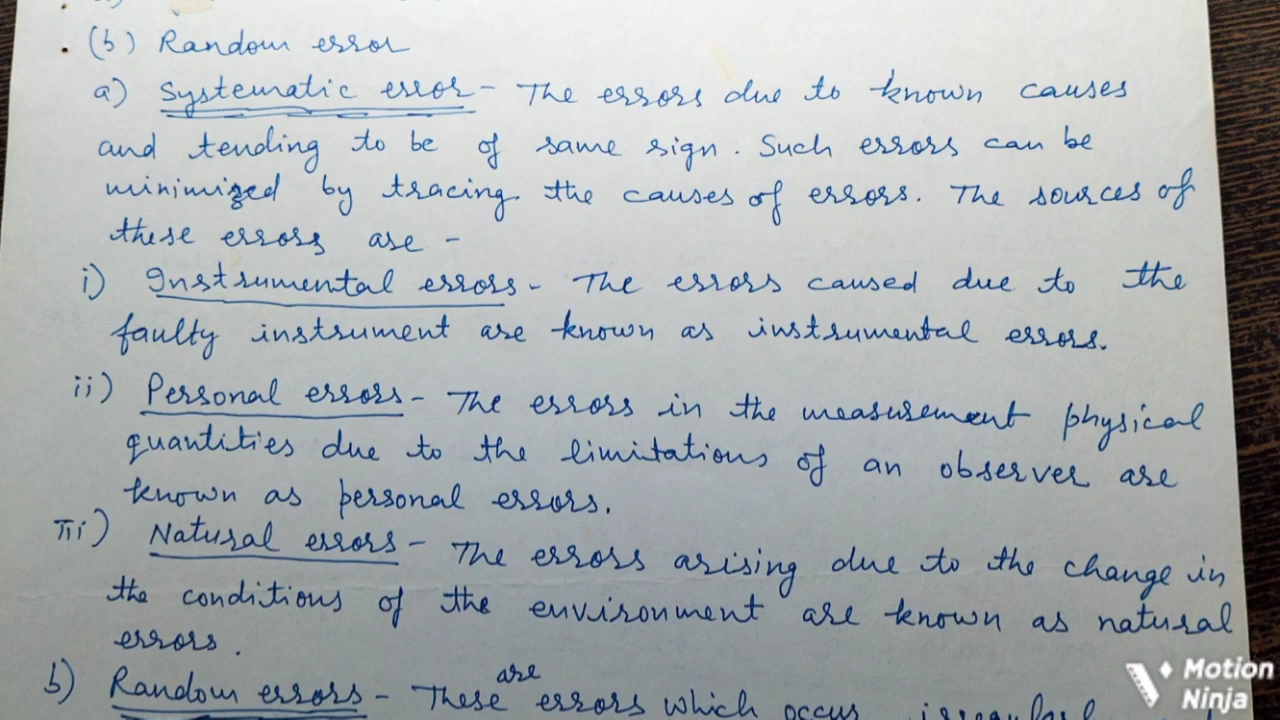 (b) Random error
a) Systematic error - The errors due to known causes
and tending to be of same sign. Such errors can be
minimized by tracing the causes of errors. The sources of
these errors are -
i) Instrumental errors - The errors caused due to the
faulty instrument are known as instrumental errors.
ii) Personal errors - The errors in the measurement physical
quantities due to the limitations of an observer are
known as personal errors.
iii) Natural errors - The errors arising due to the change in
the conditions of the environment are known as natural
errors.
b) Random errors - These are errors which occur
Motion
Ninja